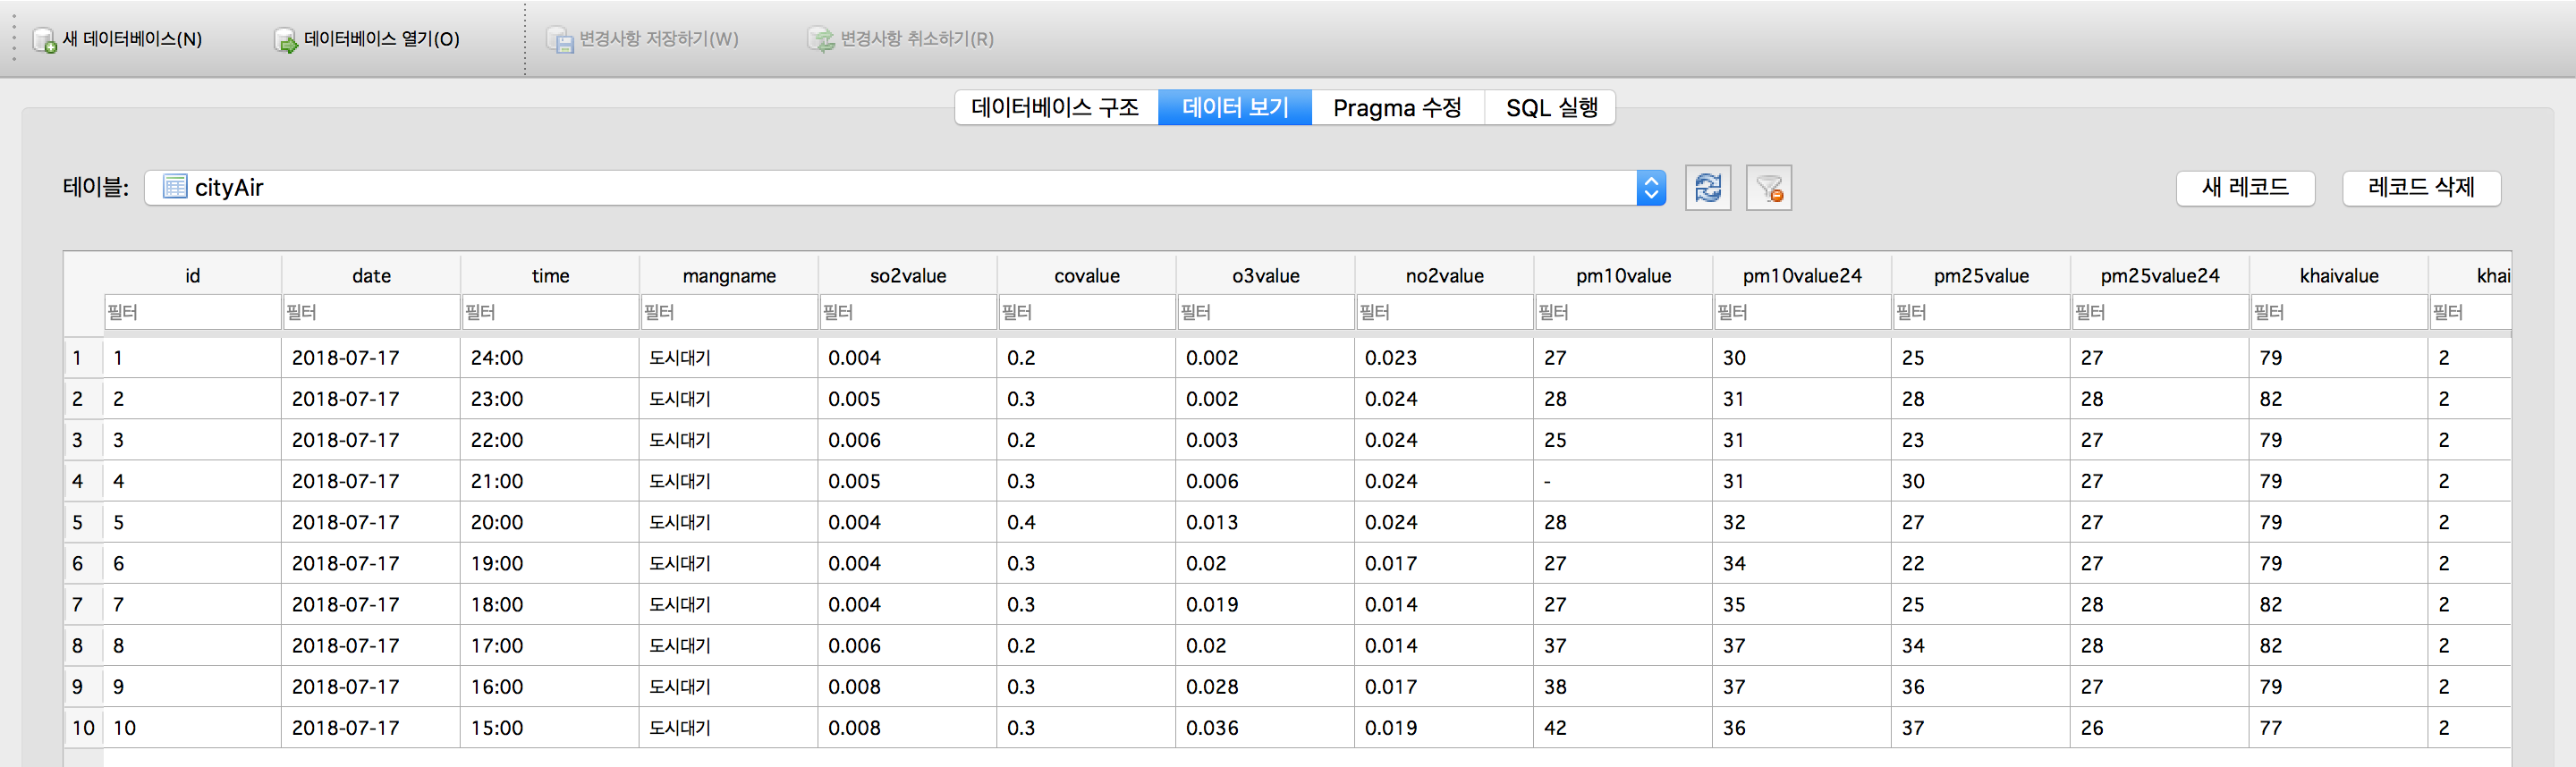 새 데이터베이스(N) 데이터베이스 열기(O) 변경사항 저장하기(W) 변경사항 취소하기(R)
데이터베이스 구조 데이터 보기 Pragma 수정 SQL 실행
테이블: cityAir 새 레코드 레코드 삭제
id date time mangname so2value covalue o3value no2value pm10value pm10value24 pm25value pm25value24 khaivalue khai
필터 필터 필터 필터 필터 필터 필터 필터 필터 필터 필터 필터 필터 필터
1 1 2018-07-17 24:00 도시대기 0.004 0.2 0.002 0.023 27 30 25 27 79 2
2 2 2018-07-17 23:00 도시대기 0.005 0.3 0.002 0.024 28 31 28 28 82 2
3 3 2018-07-17 22:00 도시대기 0.006 0.2 0.003 0.024 25 31 23 27 79 2
4 4 2018-07-17 21:00 도시대기 0.005 0.3 0.006 0.024 - 31 30 27 79 2
5 5 2018-07-17 20:00 도시대기 0.004 0.4 0.013 0.024 28 32 27 27 79 2
6 6 2018-07-17 19:00 도시대기 0.004 0.3 0.02 0.017 27 34 22 27 79 2
7 7 2018-07-17 18:00 도시대기 0.004 0.3 0.019 0.014 27 35 25 28 82 2
8 8 2018-07-17 17:00 도시대기 0.006 0.2 0.02 0.014 37 37 34 28 82 2
9 9 2018-07-17 16:00 도시대기 0.008 0.3 0.028 0.017 38 37 36 27 79 2
10 10 2018-07-17 15:00 도시대기 0.008 0.3 0.036 0.019 42 36 37 26 77 2